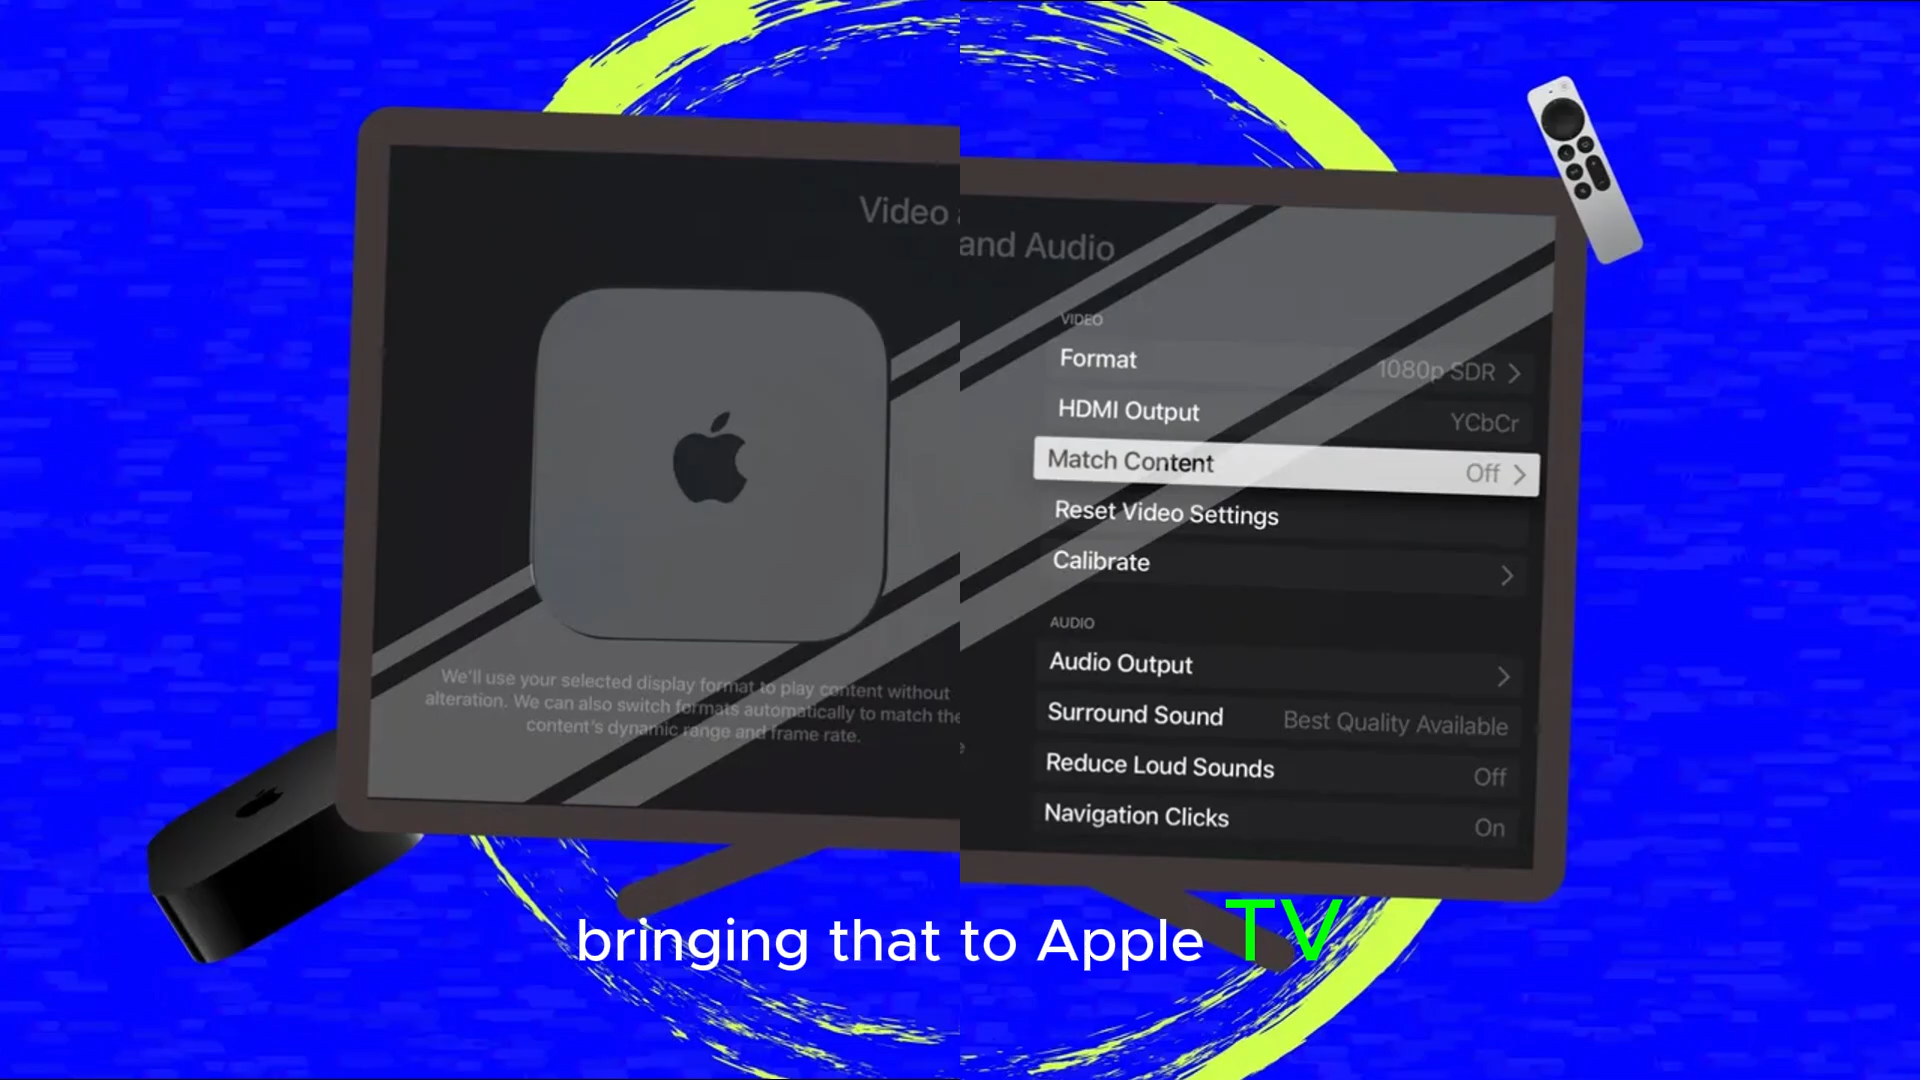 Video and Audio
VIDEO
Format 1080p SDR
HDMI Output YCbCr
Match Content Off
Reset Video Settings
Calibrate
AUDIO
Audio Output
Surround Sound Best Quality Available
Reduce Loud Sounds Off
Navigation Clicks On
We'll use your selected display format to play content without
alteration. We can also switch formats automatically to match the
content's dynamic range and frame rate.
bringing that to Apple TV